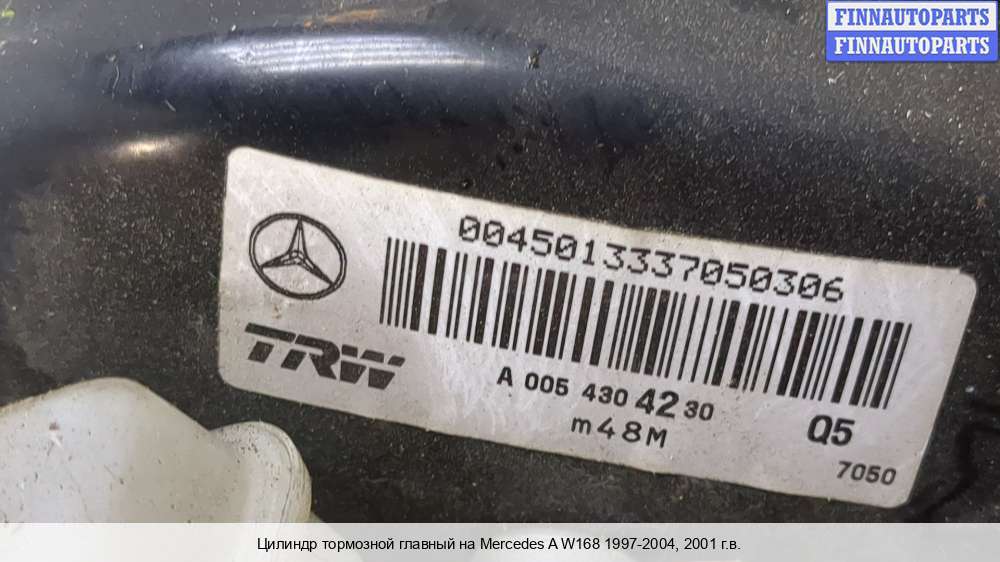 FINNAUTOPARTS
FINNAUTOPARTS
0045013337050306
TRW
A 005 430 42 30
m48M
Q5
7050
Цилиндр тормозной главный на Mercedes A W168 1997-2004, 2001 г.в.